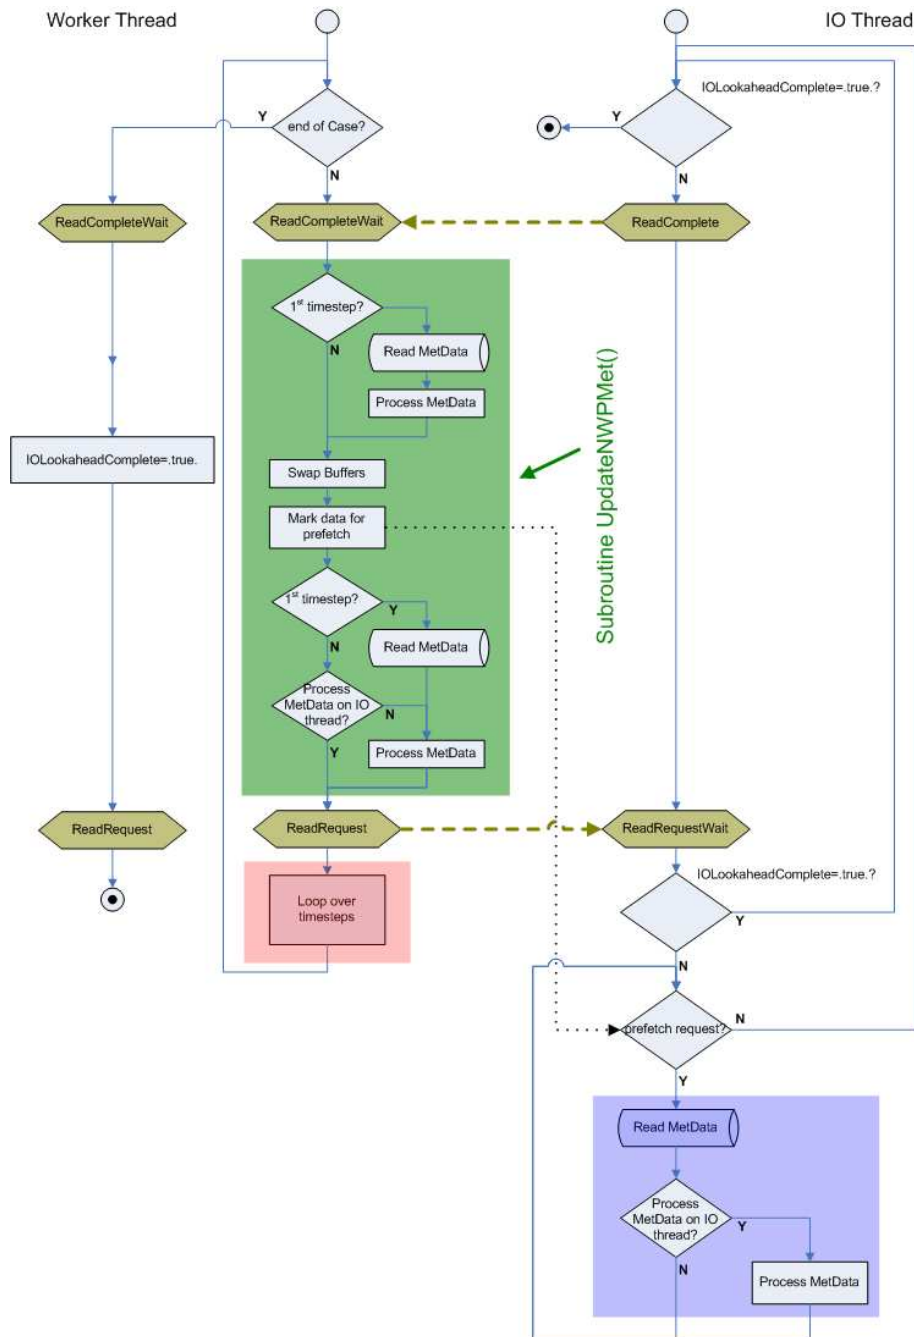 Worker Thread
IO Thread
IOLookaheadComplete=.true.?
end of Case?
Y
N
Y
N
ReadCompleteWait
ReadCompleteWait
ReadComplete
1st timestep?
N
Read MetData
Process MetData
IOLookaheadComplete=.true.
Swap Buffers
Mark data for
prefetch
Subroutine UpdateNWPMet()
1st timestep?
Y
N
Read MetData
Process
MetData on IO
thread?
N
Y
Process MetData
ReadRequest
ReadRequest
ReadRequestWait
IOLookaheadComplete=.true.?
Y
N
Loop over
timesteps
prefetch request?
N
Y
Read MetData
Process
MetData on IO
thread?
Y
N
Process MetData